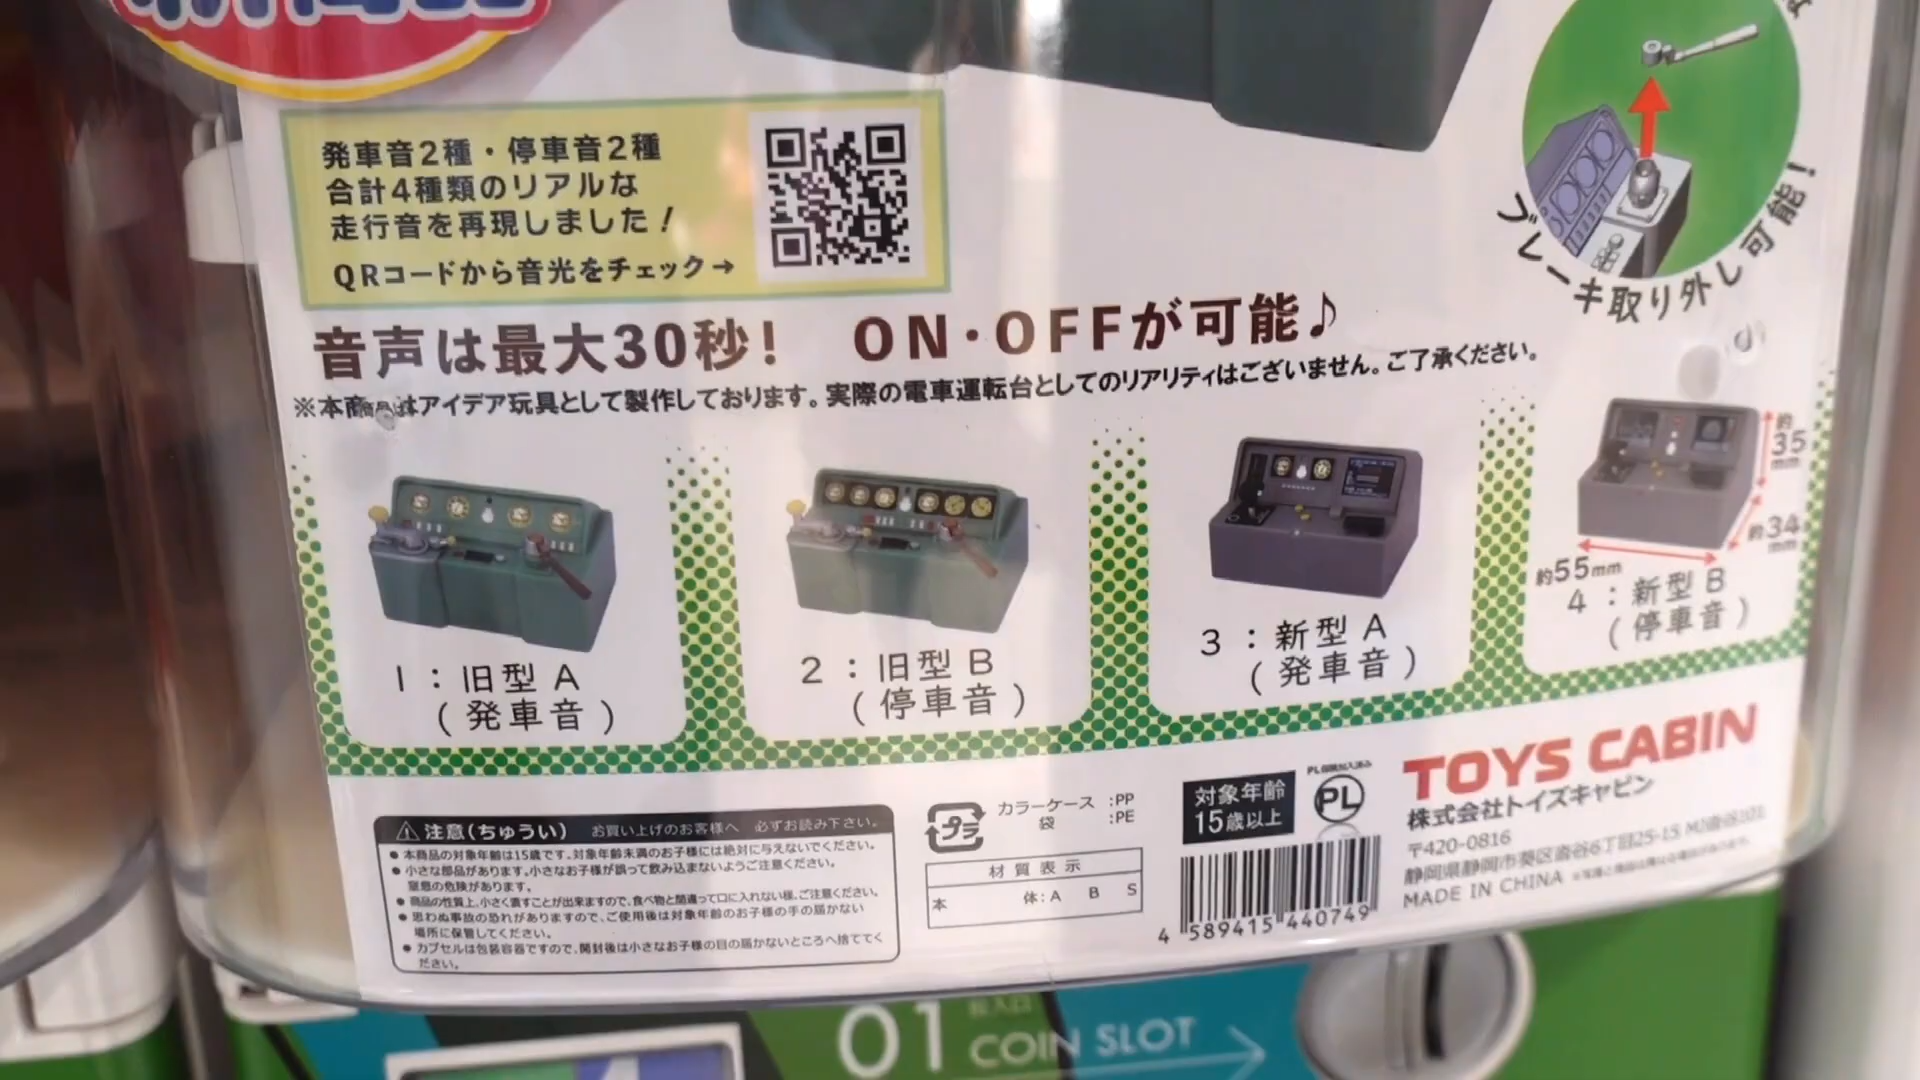 発車音2種・停車音2種
合計4種類のリアルな
走行音を再現しました!
QRコードから音光をチェック→
ブレーキ取り外し可能!
音声は最大30秒! ON・OFFが可能♪
※本商品はアイデア玩具として製作しております。実際の電車運転台としてのリアリティはございません。ご了承ください。
約35mm
約34mm
約55mm
1:旧型A
(発車音)
2:旧型B
(停車音)
3:新型A
(発車音)
4:新型B
(停車音)
注意(ちゅうい) お買い上げのお客様へ 必ずお読み下さい。
●本商品の対象年齢は15歳です。対象年齢未満のお子様には絶対に与えないでください。
●小さな部品があります。小さなお子様が誤って飲み込まないようご注意ください。
窒息の危険があります。
●商品の性質上、小さく潰すことが出来ますので、食べ物と間違って口に入れない様、ご注意ください。
●思わぬ事故の恐れがありますので、ご使用後は対象年齢のお子様の手の届かない
場所に保管してください。
●カプセルは包装容器ですので、開封後は小さなお子様の目の届かないところへ捨ててく
ださい。
プラ
カラーケース:PP
袋:PE
材質表示
本体:ABS
対象年齢
15歳以上
PL
4 589415 440749
TOYS CABIN
株式会社トイズキャビン
〒420-0816
静岡県静岡市葵区沓谷6丁目25-15
MADE IN CHINA
01 投入口
COIN SLOT